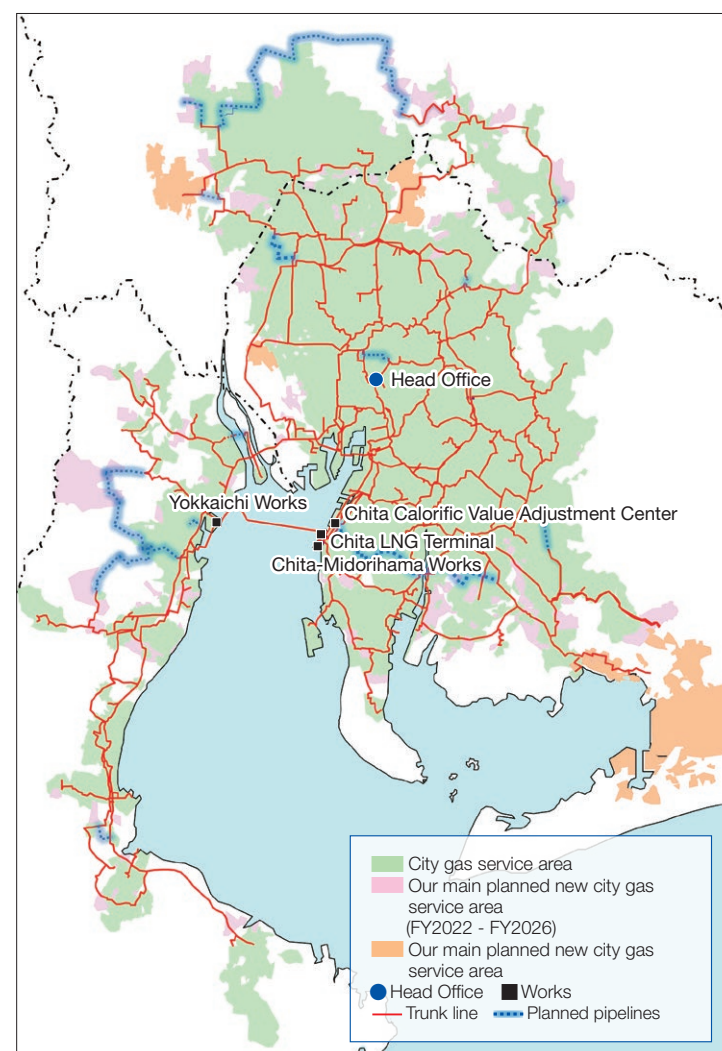 Head Office
Yokkaichi Works
Chita Calorific Value Adjustment Center
Chita LNG Terminal
Chita-Midorihama Works
City gas service area
Our main planned new city gas
service area
(FY2022 - FY2026)
Our main planned new city gas
service area
Head Office Works
Trunk line Planned pipelines